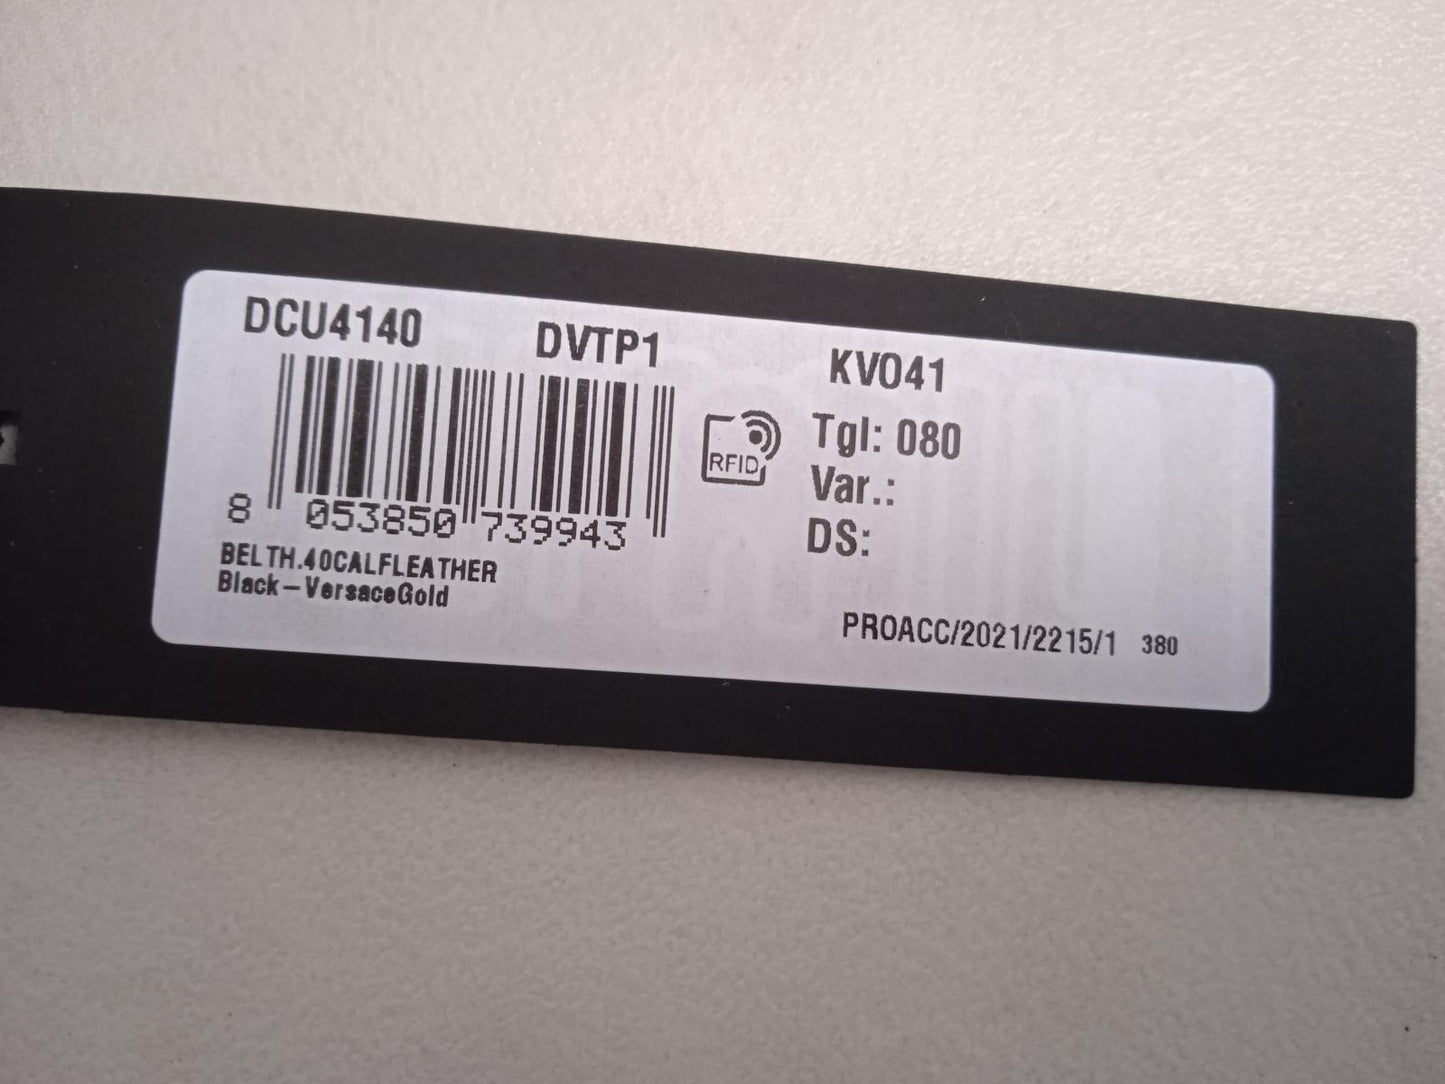 DCU4140 DVTP1 KVO41
RFID
Tgl: 080
Var.:
DS:
8 053850 739943
BELTH.40CALFLEATHER
Black-VersaceGold
PROACC/2021/2215/1 380